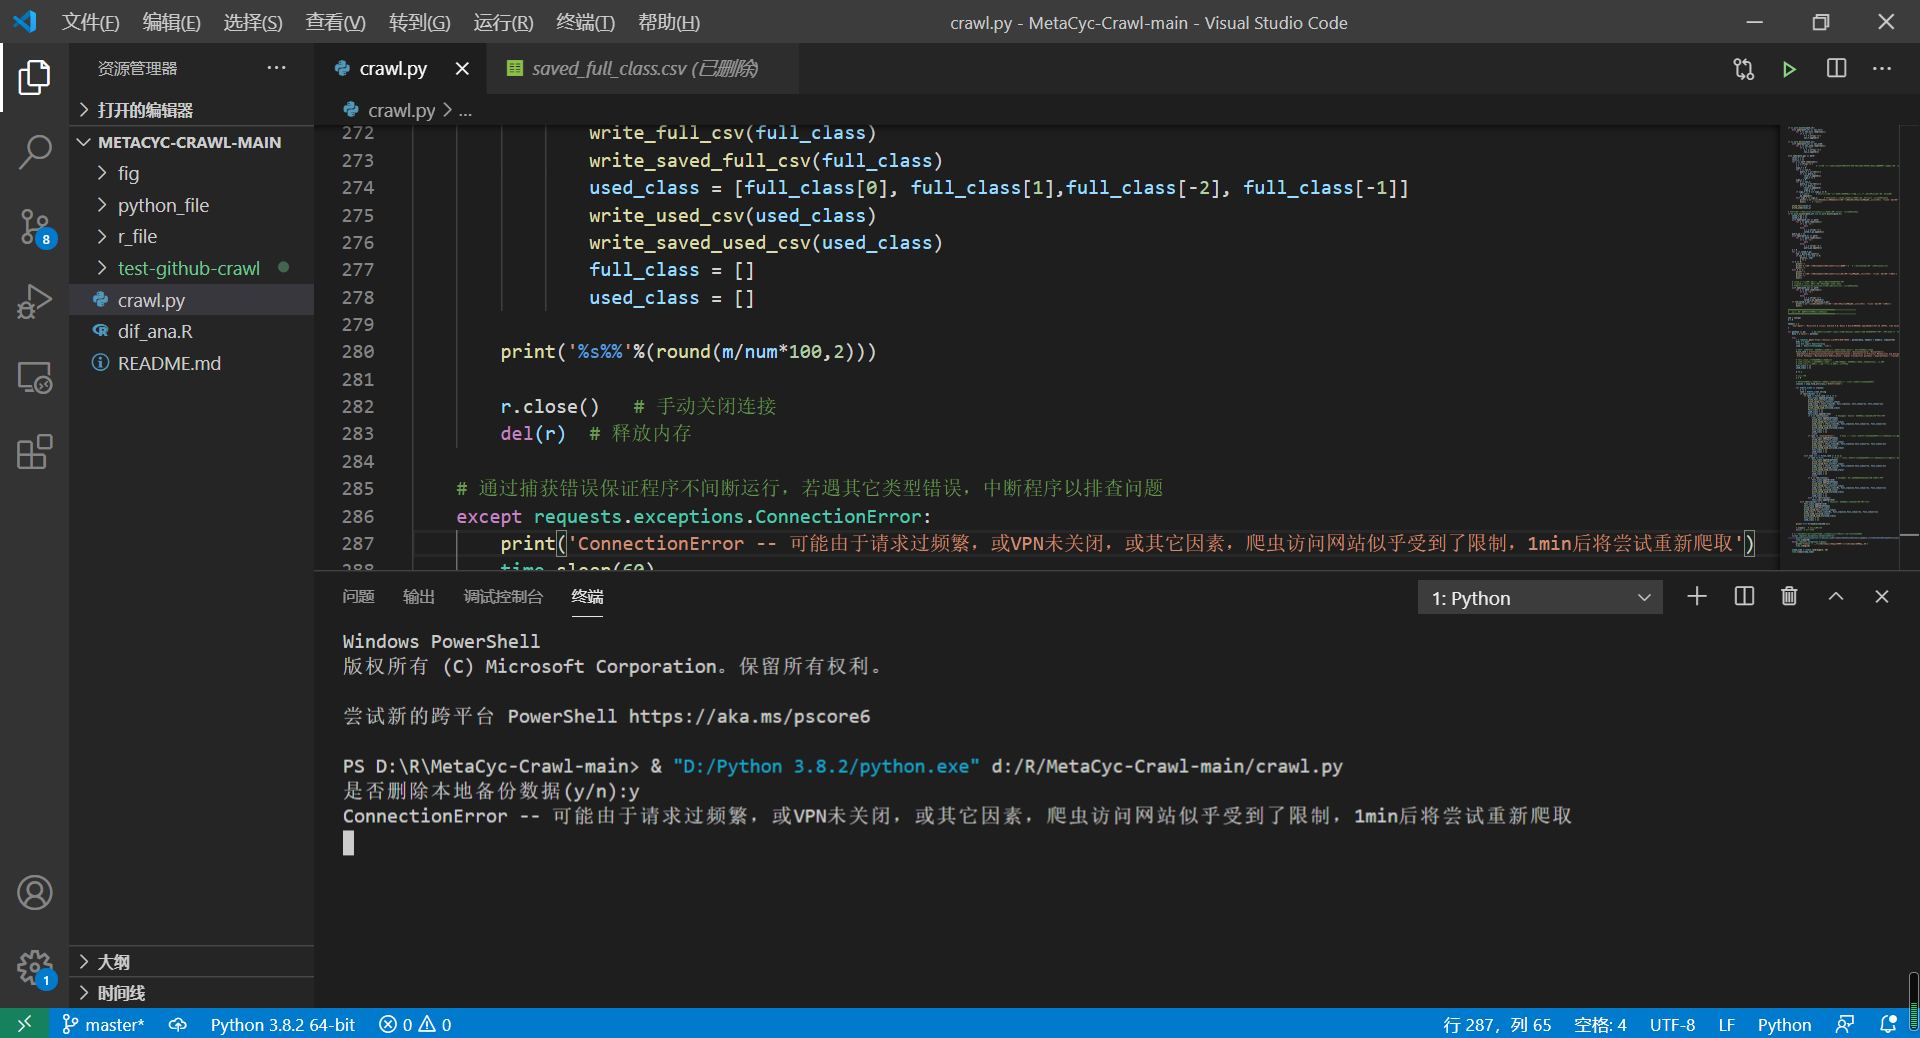 文件(F) 编辑(E) 选择(S) 查看(V) 转到(G) 运行(R) 终端(T) 帮助(H) crawl.py - MetaCyc-Crawl-main - Visual Studio Code
资源管理器
打开的编辑器
METACYC-CRAWL-MAIN
fig
python_file
r_file
test-github-crawl
crawl.py
dif_ana.R
README.md
8
1
大纲
时间线
crawl.py saved_full_class.csv (已删除)
crawl.py > ...
272 write_full_csv(full_class)
273 write_saved_full_csv(full_class)
274 used_class = [full_class[0], full_class[1],full_class[-2], full_class[-1]]
275 write_used_csv(used_class)
276 write_saved_used_csv(used_class)
277 full_class = []
278 used_class = []
279
280 print('%s%%'%(round(m/num*100,2)))
281
282 r.close() # 手动关闭连接
283 del(r) # 释放内存
284
285 # 通过捕获错误保证程序不间断运行，若遇其它类型错误，中断程序以排查问题
286 except requests.exceptions.ConnectionError:
287 print('ConnectionError -- 可能由于请求过频繁，或VPN未关闭，或其它因素，爬虫访问网站似乎受到了限制，1min后将尝试重新爬取')
288 time.sleep(60)
问题 输出 调试控制台 终端 1: Python
Windows PowerShell
版权所有 (C) Microsoft Corporation。保留所有权利。
尝试新的跨平台 PowerShell https://aka.ms/pscore6
PS D:\R\MetaCyc-Crawl-main> & "D:/Python 3.8.2/python.exe" d:/R/MetaCyc-Crawl-main/crawl.py
是否删除本地备份数据(y/n):y
ConnectionError -- 可能由于请求过频繁，或VPN未关闭，或其它因素，爬虫访问网站似乎受到了限制，1min后将尝试重新爬取
master* Python 3.8.2 64-bit 0 0 行 287，列 65 空格: 4 UTF-8 LF Python